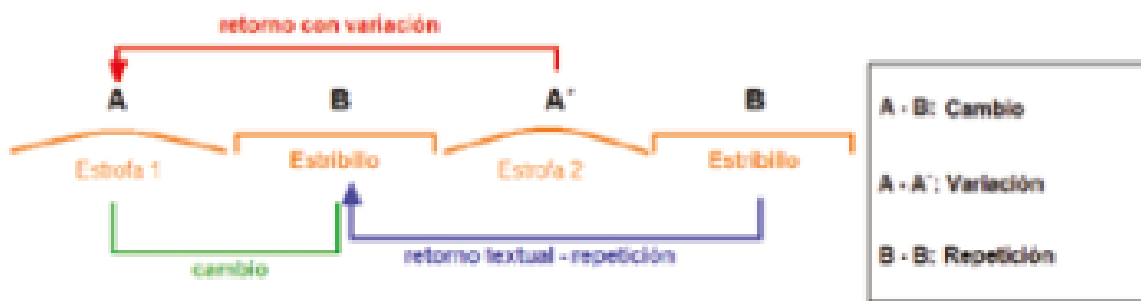 retorno con variación
A B A´ B
Estrofa 1 Estribillo Estrofa 2 Estribillo
cambio
retorno textual - repetición
A - B: Cambio
A - A´: Variación
B - B: Repetición